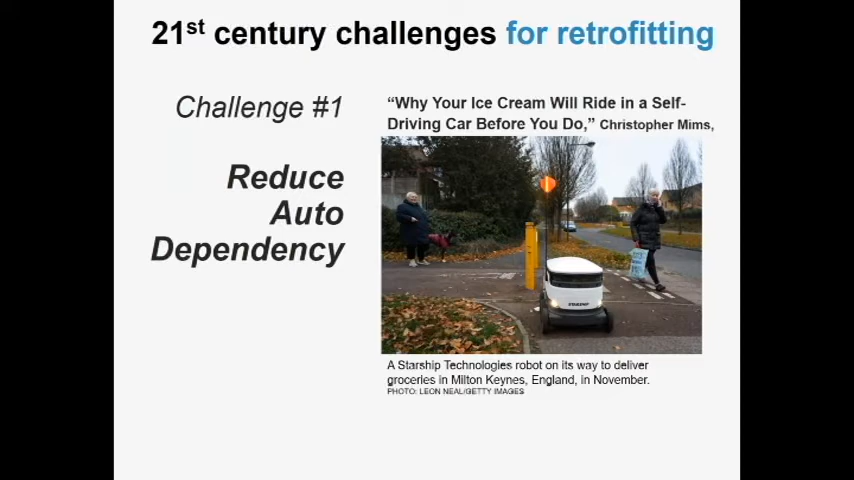 21st century challenges for retrofitting
Challenge #1
Reduce
Auto
Dependency
“Why Your Ice Cream Will Ride in a Self-
Driving Car Before You Do,” Christopher Mims,
STARSHIP
A Starship Technologies robot on its way to deliver
groceries in Milton Keynes, England, in November.
PHOTO: LEON NEAL/GETTY IMAGES